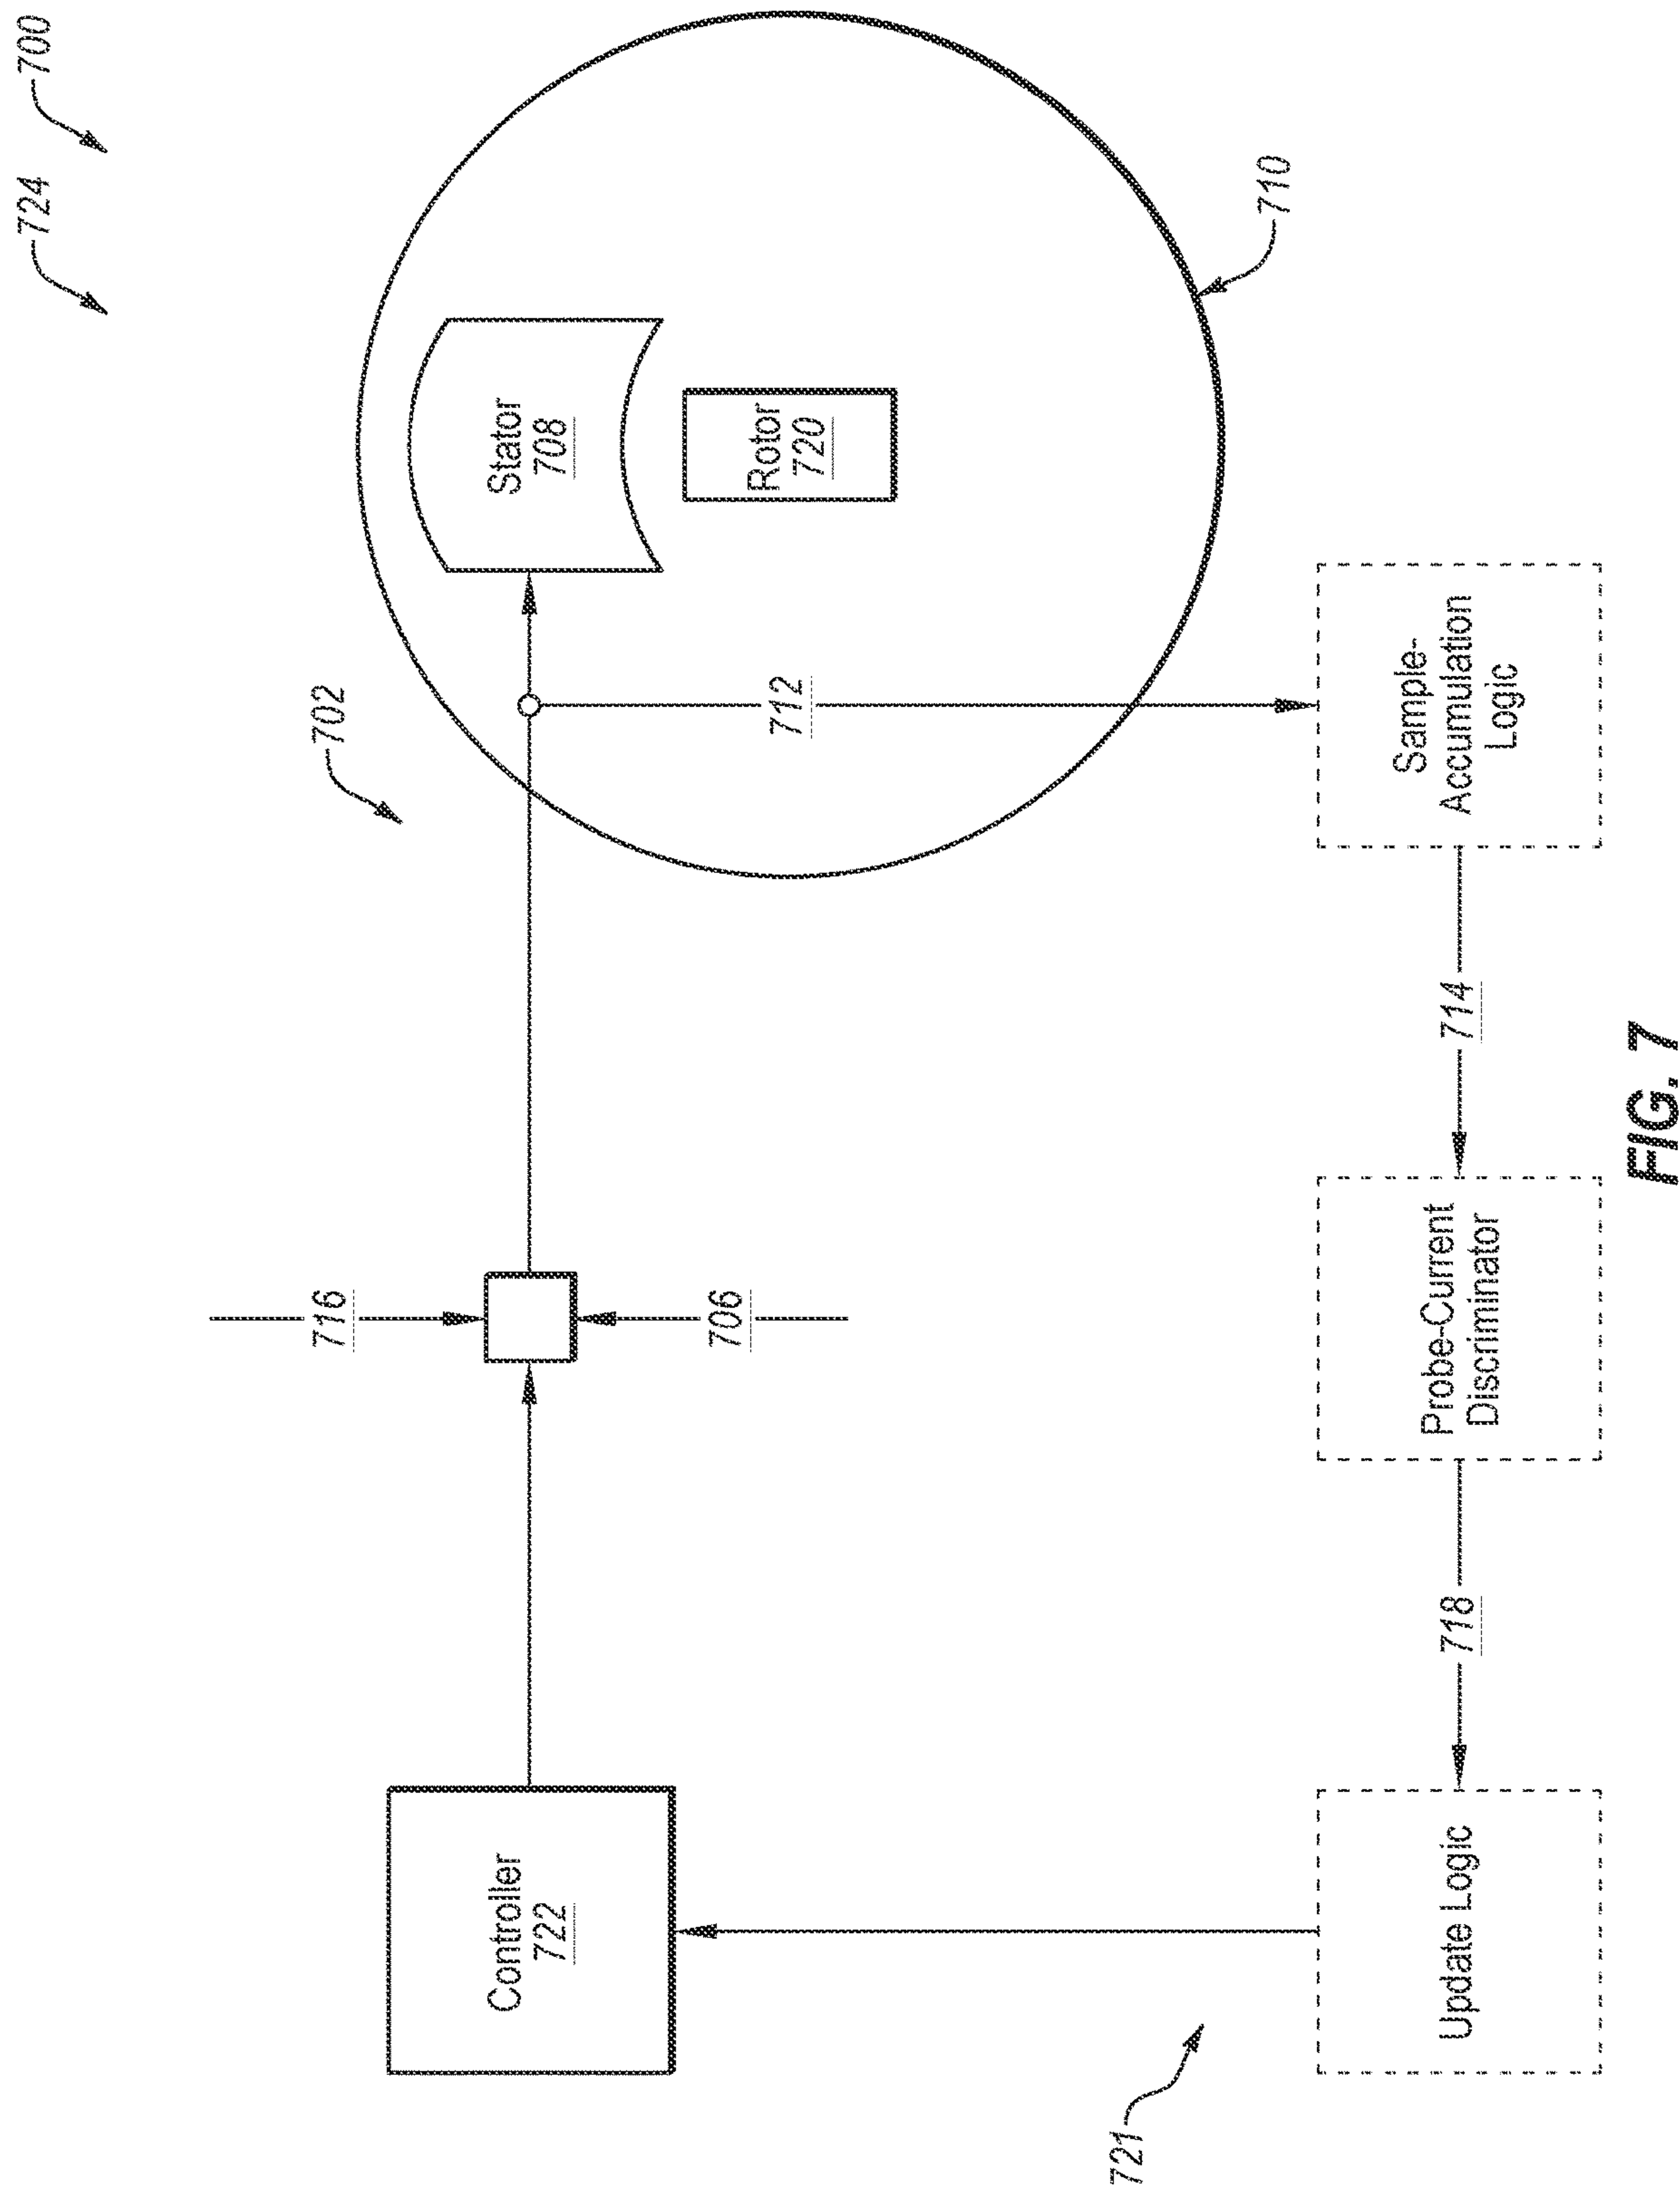 724
700
716
702
Controller
722
Stator
708
706
Rotor
720
712
721
710
Update Logic
718
Probe-Current
Discriminator
714
Sample-
Accumulation
Logic
FIG. 7